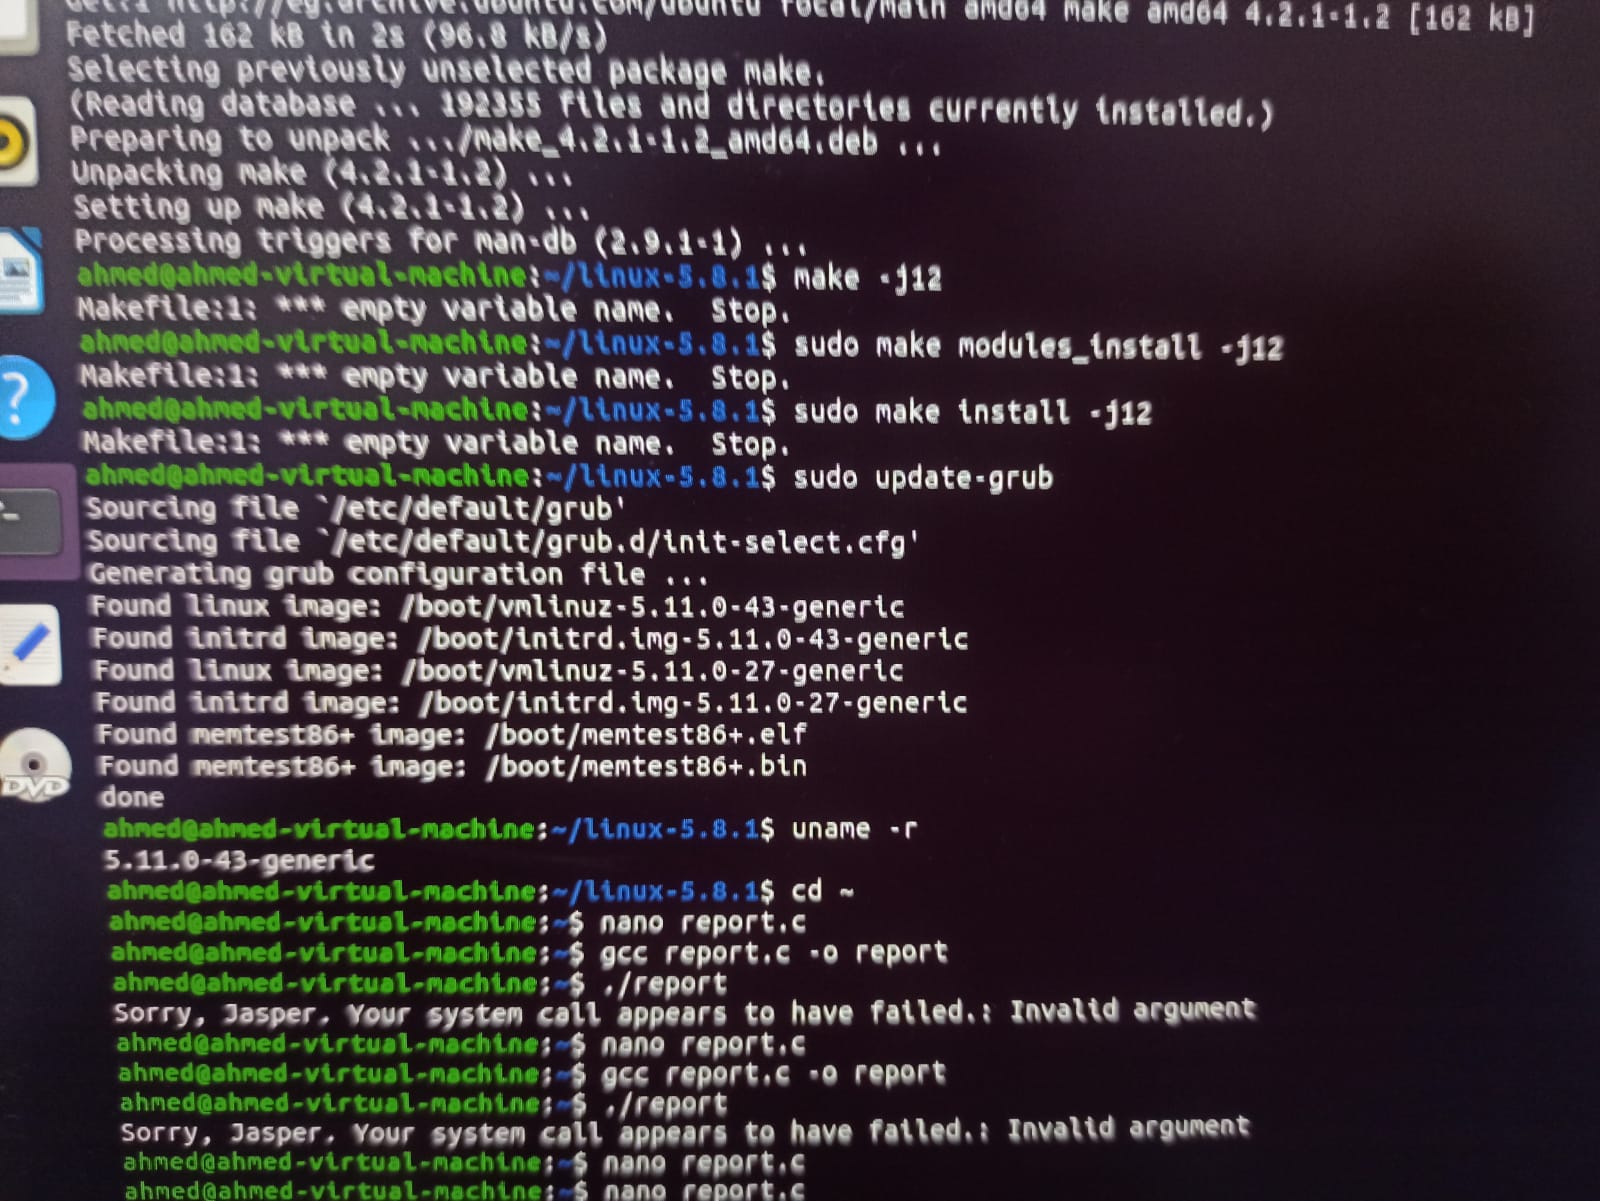 Get:1 http://eg.archive.ubuntu.com/ubuntu focal/main amd64 make amd64 4.2.1-1.2 [162 kB]
Fetched 162 kB in 2s (96.8 kB/s)
Selecting previously unselected package make.
(Reading database ... 192355 files and directories currently installed.)
Preparing to unpack .../make_4.2.1-1.2_amd64.deb ...
Unpacking make (4.2.1-1.2) ...
Setting up make (4.2.1-1.2) ...
Processing triggers for man-db (2.9.1-1) ...
ahmed@ahmed-virtual-machine:~/linux-5.8.1$ make -j12
Makefile:1: *** empty variable name.  Stop.
ahmed@ahmed-virtual-machine:~/linux-5.8.1$ sudo make modules_install -j12
Makefile:1: *** empty variable name.  Stop.
ahmed@ahmed-virtual-machine:~/linux-5.8.1$ sudo make install -j12
Makefile:1: *** empty variable name.  Stop.
ahmed@ahmed-virtual-machine:~/linux-5.8.1$ sudo update-grub
Sourcing file `/etc/default/grub'
Sourcing file `/etc/default/grub.d/init-select.cfg'
Generating grub configuration file ...
Found linux image: /boot/vmlinuz-5.11.0-43-generic
Found initrd image: /boot/initrd.img-5.11.0-43-generic
Found linux image: /boot/vmlinuz-5.11.0-27-generic
Found initrd image: /boot/initrd.img-5.11.0-27-generic
Found memtest86+ image: /boot/memtest86+.elf
Found memtest86+ image: /boot/memtest86+.bin
done
ahmed@ahmed-virtual-machine:~/linux-5.8.1$ uname -r
5.11.0-43-generic
ahmed@ahmed-virtual-machine:~/linux-5.8.1$ cd ~
ahmed@ahmed-virtual-machine:~$ nano report.c
ahmed@ahmed-virtual-machine:~$ gcc report.c -o report
ahmed@ahmed-virtual-machine:~$ ./report
Sorry, Jasper. Your system call appears to have failed.: Invalid argument
ahmed@ahmed-virtual-machine:~$ nano report.c
ahmed@ahmed-virtual-machine:~$ gcc report.c -o report
ahmed@ahmed-virtual-machine:~$ ./report
Sorry, Jasper. Your system call appears to have failed.: Invalid argument
ahmed@ahmed-virtual-machine:~$ nano report.c
ahmed@ahmed-virtual-machine:~$ nano report.c
?
DVD